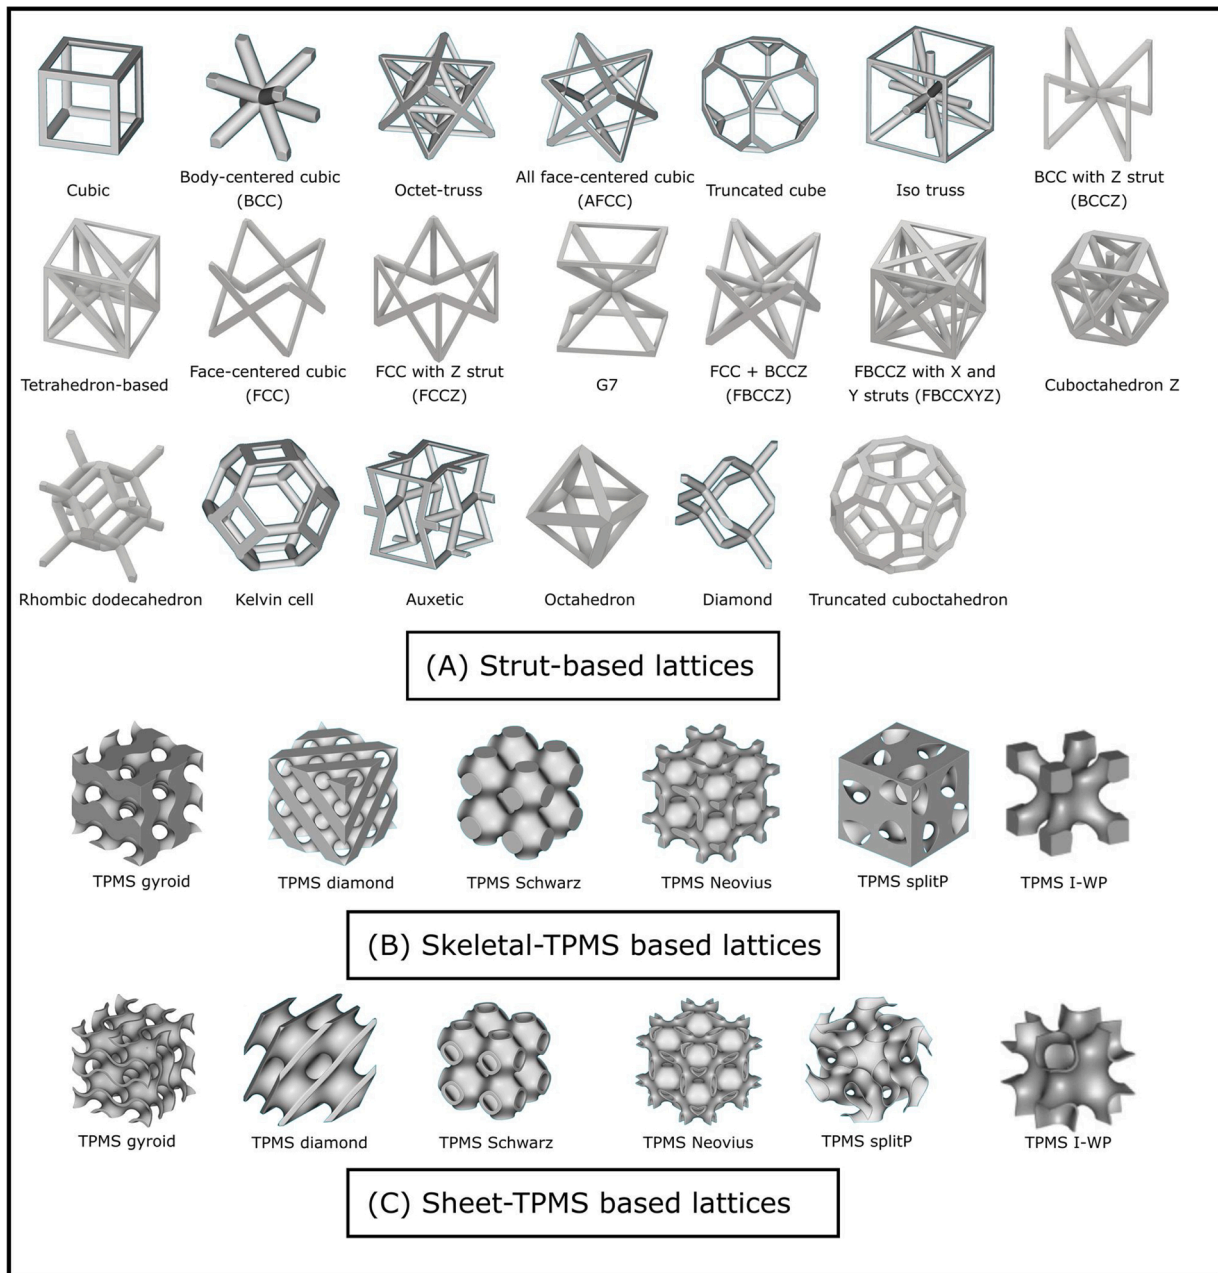 Cubic
Body-centered cubic
(BCC)
Octet-truss
All face-centered cubic
(AFCC)
Truncated cube
Iso truss
BCC with Z strut
(BCCZ)
Tetrahedron-based
Face-centered cubic
(FCC)
FCC with Z strut
(FCCZ)
G7
FCC + BCCZ
(FBCCZ)
FBCCZ with X and
Y struts (FBCCXYZ)
Cuboctahedron Z
Rhombic dodecahedron
Kelvin cell
Auxetic
Octahedron
Diamond
Truncated cuboctahedron
(A) Strut-based lattices
TPMS gyroid
TPMS diamond
TPMS Schwarz
TPMS Neovius
TPMS splitP
TPMS I-WP
(B) Skeletal-TPMS based lattices
TPMS gyroid
TPMS diamond
TPMS Schwarz
TPMS Neovius
TPMS splitP
TPMS I-WP
(C) Sheet-TPMS based lattices